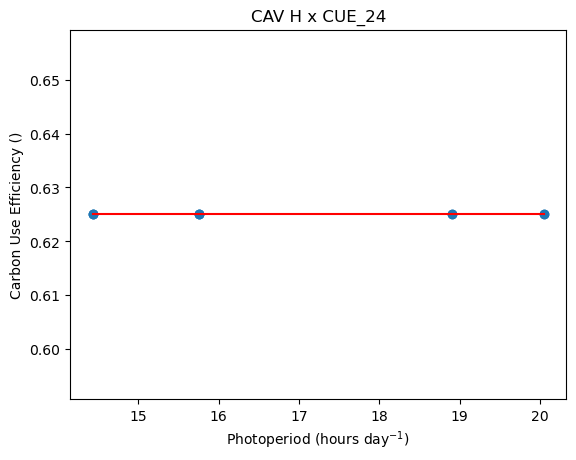 CAV H x CUE_24
Carbon Use Efficiency ()
0.65
0.64
0.63
0.62
0.61
0.60
15 16 17 18 19 20
Photoperiod (hours day⁻¹)